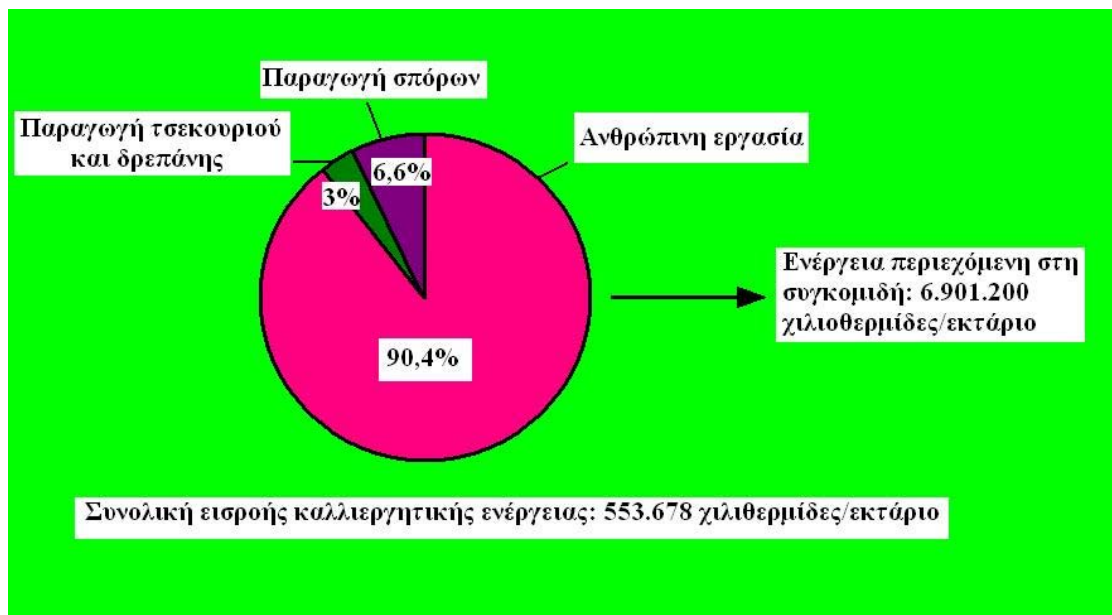 Παραγωγή σπόρων
Παραγωγή τσεκουριού
και δρεπάνης
Ανθρώπινη εργασία
6,6%
3%
90,4%
Ενέργεια περιεχόμενη στη
συγκομιδή: 6.901.200
χιλιοθερμίδες/εκτάριο
Συνολική εισροής καλλιεργητικής ενέργειας: 553.678 χιλιθερμίδες/εκτάριο